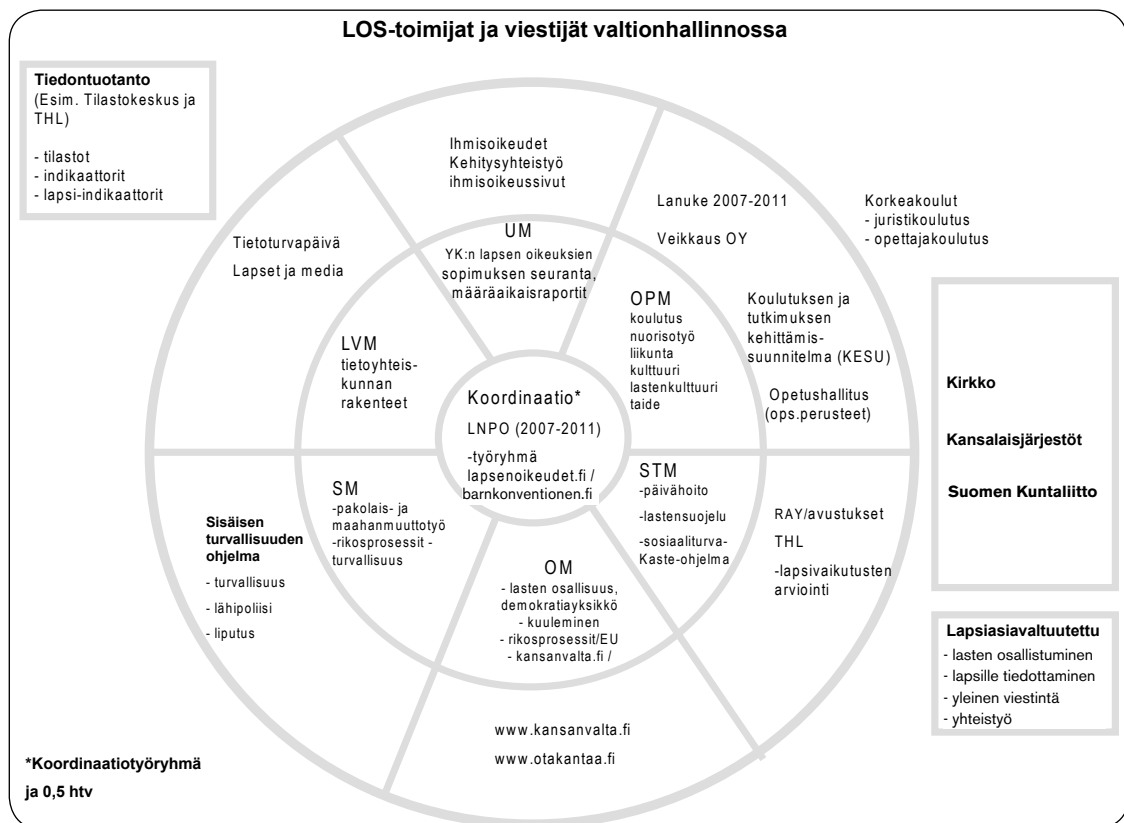 LOS-toimijat ja viestijät valtionhallinnossa
Tiedontuotanto
(Esim. Tilastokeskus ja
THL)
- tilastot
- indikaattorit
- lapsi-indikaattorit
Ihmisoikeudet
Kehitysyhteistyö
ihmisoikeussivut
UM
YK:n lapsen oikeuksien
sopimuksen seuranta,
määräaikaisraportit
Lanuke 2007-2011
Veikkaus OY
Koulutuksen ja
tutkimuksen
kehittämis-
suunnitelma (KESU)
Opetushallitus
(ops.perusteet)
OPM
koulutus
nuorisotyö
liikunta
kulttuuri
lastenkulttuuri
taide
Korkeakoulut
- juristikoulutus
- opettajakoulutus
Tietoturvapäivä
Lapset ja media
LVM
tietoyhteis-
kunnan
rakenteet
Koordinaatio*
LNPO (2007-2011)
-työryhmä
lapsenoikeudet.fi /
barnkonventionen.fi
Kirkko
Kansalaisjärjestöt
Suomen Kuntaliitto
SM
-pakolais- ja
maahanmuuttotyö
-rikosprosessit -
turvallisuus
Sisäisen
turvallisuuden
ohjelma
- turvallisuus
- lähipoliisi
- liputus
OM
- lasten osallisuus,
demokratiayksikkö
- kuuleminen
- rikosprosessit/EU
- kansanvalta.fi /
www.kansanvalta.fi
www.otakantaa.fi
STM
-päivähoito
-lastensuojelu
-sosiaaliturva-
Kaste-ohjelma
RAY/avustukset
THL
-lapsivaikutusten
arviointi
Lapsiasiavaltuutettu
- lasten osallistuminen
- lapsille tiedottaminen
- yleinen viestintä
- yhteistyö
*Koordinaatiotyöryhmä
ja 0,5 htv